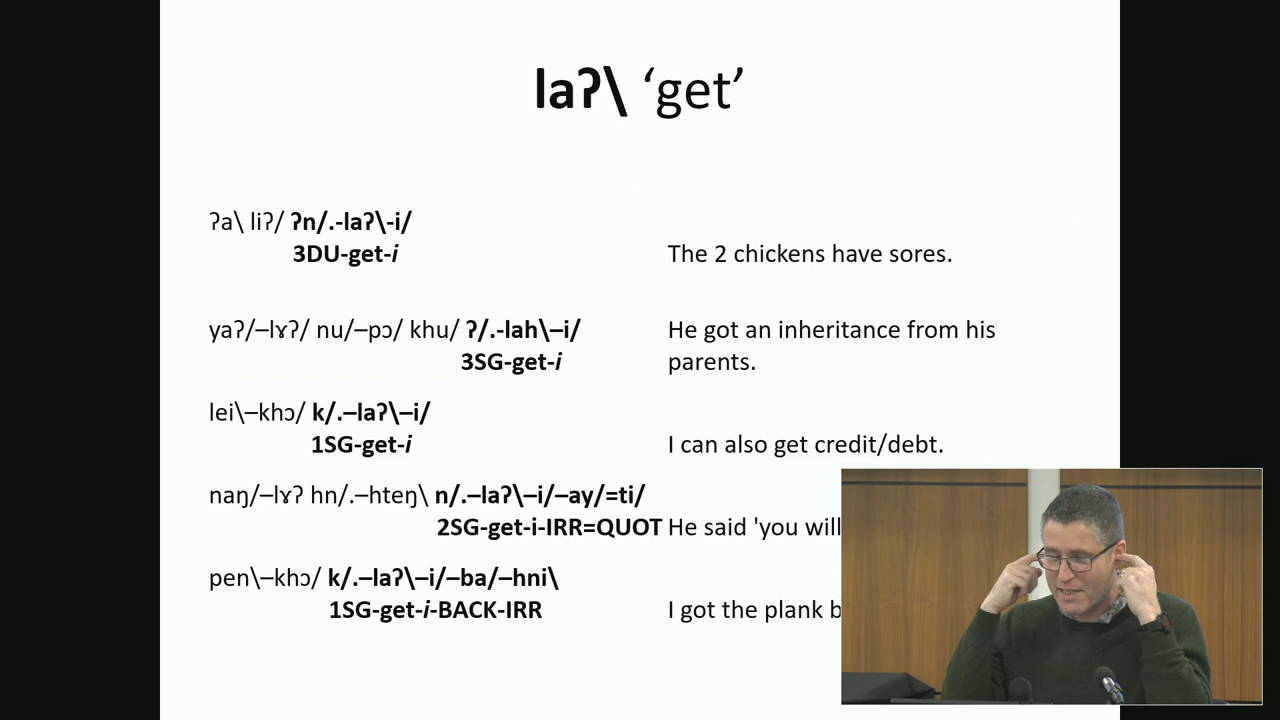 laʔ\ ‘get’
ʔa\ liʔ/ ʔn/.-laʔ\-i/
3DU-get-i The 2 chickens have sores.
yaʔ/–lɤʔ/ nu/–pɔ/ khu/ ʔ/.-lah\–i/ He got an inheritance from his
3SG-get-i parents.
lei\–khɔ/ k/.–laʔ\–i/
1SG-get-i I can also get credit/debt.
naŋ/–lɤʔ hn/.–hteŋ\ n/.–laʔ\–i/–ay/=ti/
2SG-get-i-IRR=QUOT He said 'you will
pen\–khɔ/ k/.–laʔ\–i/–ba/–hni\
1SG-get-i-BACK-IRR I got the plank